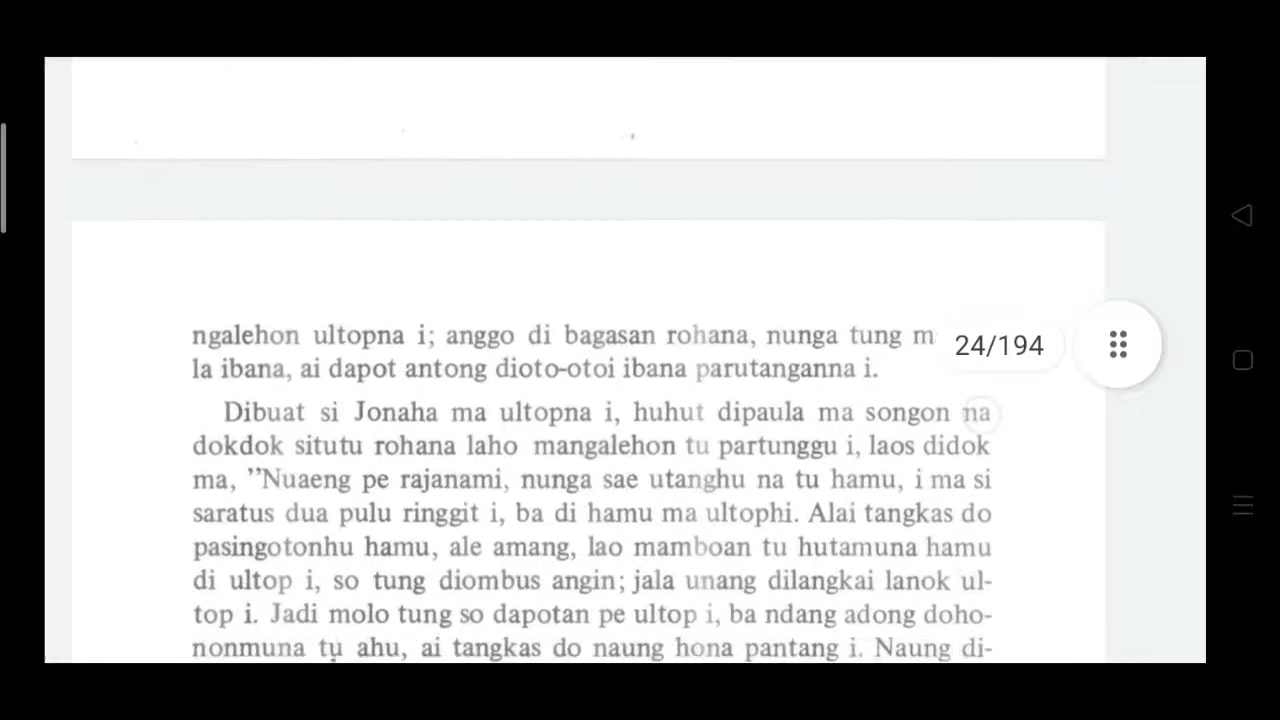 ngalehon ultopna i; anggo di bagasan rohana, nunga tung m
24/194
la ibana, ai dapot antong dioto-otoi ibana parutanganna i.
Dibuat si Jonaha ma ultopna i, huhut dipaula ma songon na
dokdok situtu rohana laho mangalehon tu partunggu i, laos didok
ma, ”Nuaeng pe rajanami, nunga sae utanghu na tu hamu, i ma si
saratus dua pulu ringgit i, ba di hamu ma ultophi. Alai tangkas do
pasingotonhu hamu, ale amang, lao mamboan tu hutamuna hamu
di ultop i, so tung diombus angin; jala unang dilangkai lanok ul-
top i. Jadi molo tung so dapotan pe ultop i, ba ndang adong doho-
nonmuna tu ahu, ai tangkas do naung hona pantang i. Naung di-